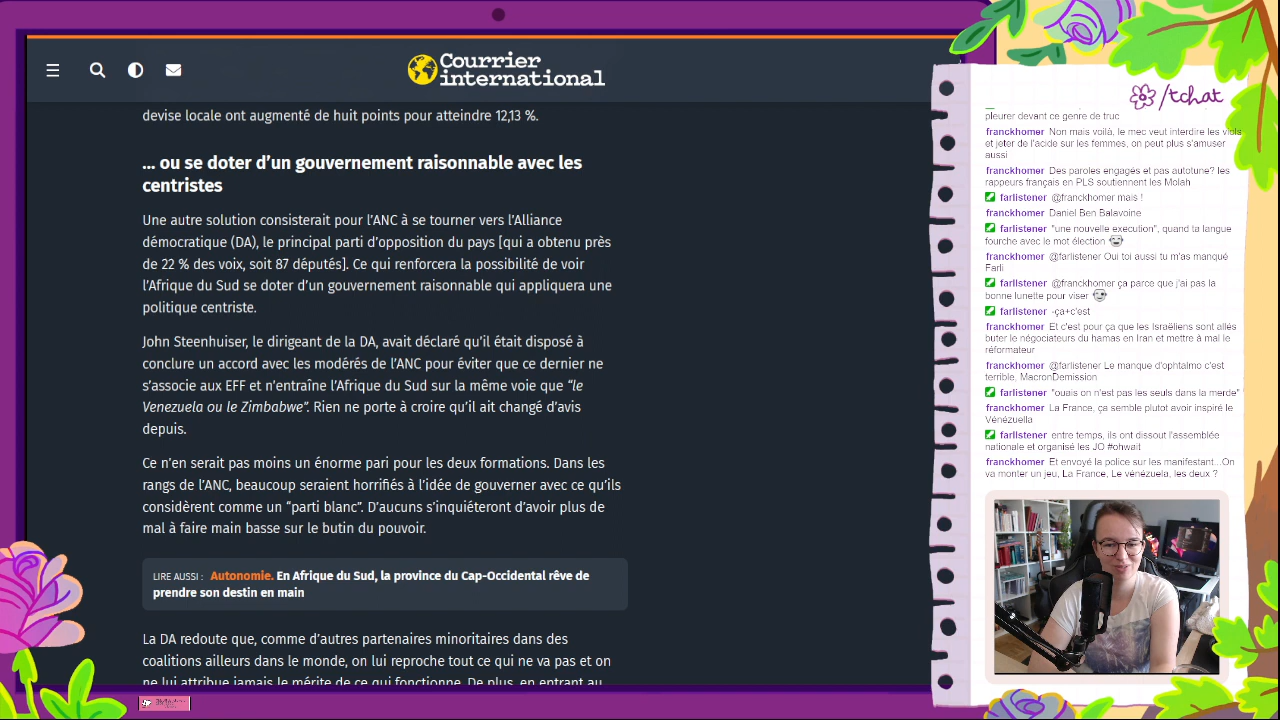 Courrier
international
devise locale ont augmenté de huit points pour atteindre 12,13 %.
... ou se doter d’un gouvernement raisonnable avec les
centristes
Une autre solution consisterait pour l’ANC à se tourner vers l’Alliance
démocratique (DA), le principal parti d’opposition du pays [qui a obtenu près
de 22 % des voix, soit 87 députés]. Ce qui renforcera la possibilité de voir
l’Afrique du Sud se doter d’un gouvernement raisonnable qui appliquera une
politique centriste.
John Steenhuiser, le dirigeant de la DA, avait déclaré qu’il était disposé à
conclure un accord avec les modérés de l’ANC pour éviter que ce dernier ne
s’associe aux EFF et n’entraîne l’Afrique du Sud sur la même voie que “le
Venezuela ou le Zimbabwe”. Rien ne porte à croire qu’il ait changé d’avis
depuis.
Ce n’en serait pas moins un énorme pari pour les deux formations. Dans les
rangs de l’ANC, beaucoup seraient horrifiés à l’idée de gouverner avec ce qu’ils
considèrent comme un “parti blanc”. D’aucuns s’inquiéteront d’avoir plus de
mal à faire main basse sur le butin du pouvoir.
LIRE AUSSI : Autonomie. En Afrique du Sud, la province du Cap-Occidental rêve de
prendre son destin en main
La DA redoute que, comme d’autres partenaires minoritaires dans des
coalitions ailleurs dans le monde, on lui reproche tout ce qui ne va pas et on
ne lui attribue jamais le mérite de ce qui fonctionne. De plus, en entrant au
/tchat
pleurer devant ce genre de truc
franckhomer Non mais voilà, le mec veut interdire les viols
et jeter de l'acide sur les femmes, on peut plus s'amuser
aussi
franckhomer Des paroles engagés et pas autotune? les
rappeurs français en PLS soutiennent les Molah
farlistener @franckhomer mais !
franckhomer Daniel Ben Balavoine
farlistener "une nouvelle exécution", quand ta langue
fourche avec le mot élection
franckhomer @farlistener Oui toi aussi tu m'as manqué
Farli
farlistener @franckhomer ça parce que j'ai pas la
bonne lunette pour viser
farlistener -ça+c'est
franckhomer Et c'est pour ça que les Israéliens sont allés
buter le négociateurs du hamas en Iran et mettre à mal le
réformateur
franckhomer @farlistener Le manque d'ophtalmo c'est
terrible, MacronDemission
farlistener "ouais on n'est pas les seuls dans la merde"
franckhomer La France, ça semble plutot avoir inspiré le
Vénézuella
farlistener entre temps, ils ont dissout l'assemblée
nationale et organisé les JO #ohwait
franckhomer Et envoyé la police sur les manifestant...On
va monter un jeu, La France, Le vénézuela, les deux ?